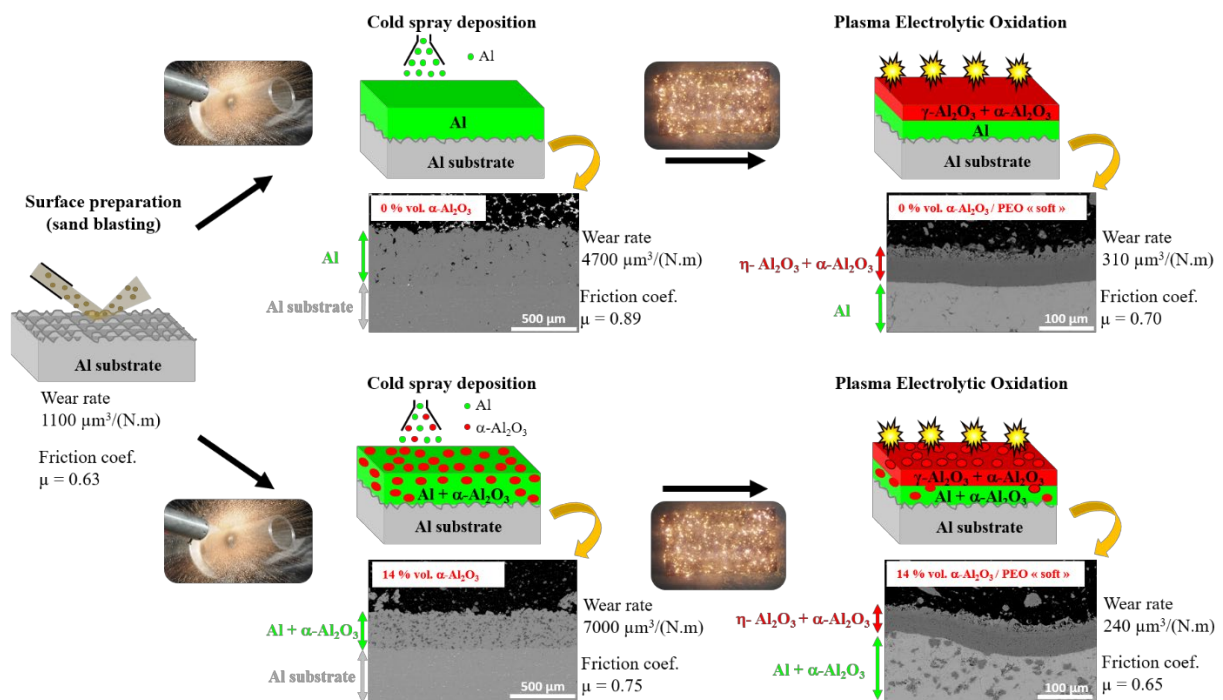 Surface preparation
(sand blasting)
Al substrate
Wear rate
1100 µm³/(N.m)
Friction coef.
µ = 0.63
Cold spray deposition
Al
Al
Al substrate
0 % vol. α-Al₂O₃
Al
Al substrate
500 µm
Wear rate
4700 µm³/(N.m)
Friction coef.
µ = 0.89
Plasma Electrolytic Oxidation
γ-Al₂O₃ + α-Al₂O₃
Al
Al substrate
0 % vol. α-Al₂O₃ / PEO « soft »
η- Al₂O₃ + α-Al₂O₃
Al
100 µm
Wear rate
310 µm³/(N.m)
Friction coef.
µ = 0.70
Cold spray deposition
Al
α-Al₂O₃
Al + α-Al₂O₃
Al substrate
14 % vol. α-Al₂O₃
Al + α-Al₂O₃
Al substrate
500 µm
Wear rate
7000 µm³/(N.m)
Friction coef.
µ = 0.75
Plasma Electrolytic Oxidation
γ-Al₂O₃ + α-Al₂O₃
Al + α-Al₂O₃
Al substrate
14 % vol. α-Al₂O₃ / PEO « soft »
η- Al₂O₃ + α-Al₂O₃
Al + α-Al₂O₃
100 µm
Wear rate
240 µm³/(N.m)
Friction coef.
µ = 0.65